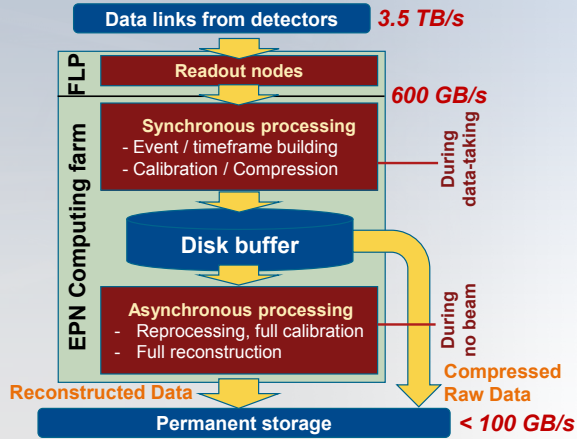 Data links from detectors
3.5 TB/s
FLP
Readout nodes
600 GB/s
EPN Computing farm
Synchronous processing
- Event / timeframe building
- Calibration / Compression
During
data-taking
Disk buffer
Asynchronous processing
- Reprocessing, full calibration
- Full reconstruction
During
no beam
Reconstructed Data
Compressed
Raw Data
Permanent storage
< 100 GB/s